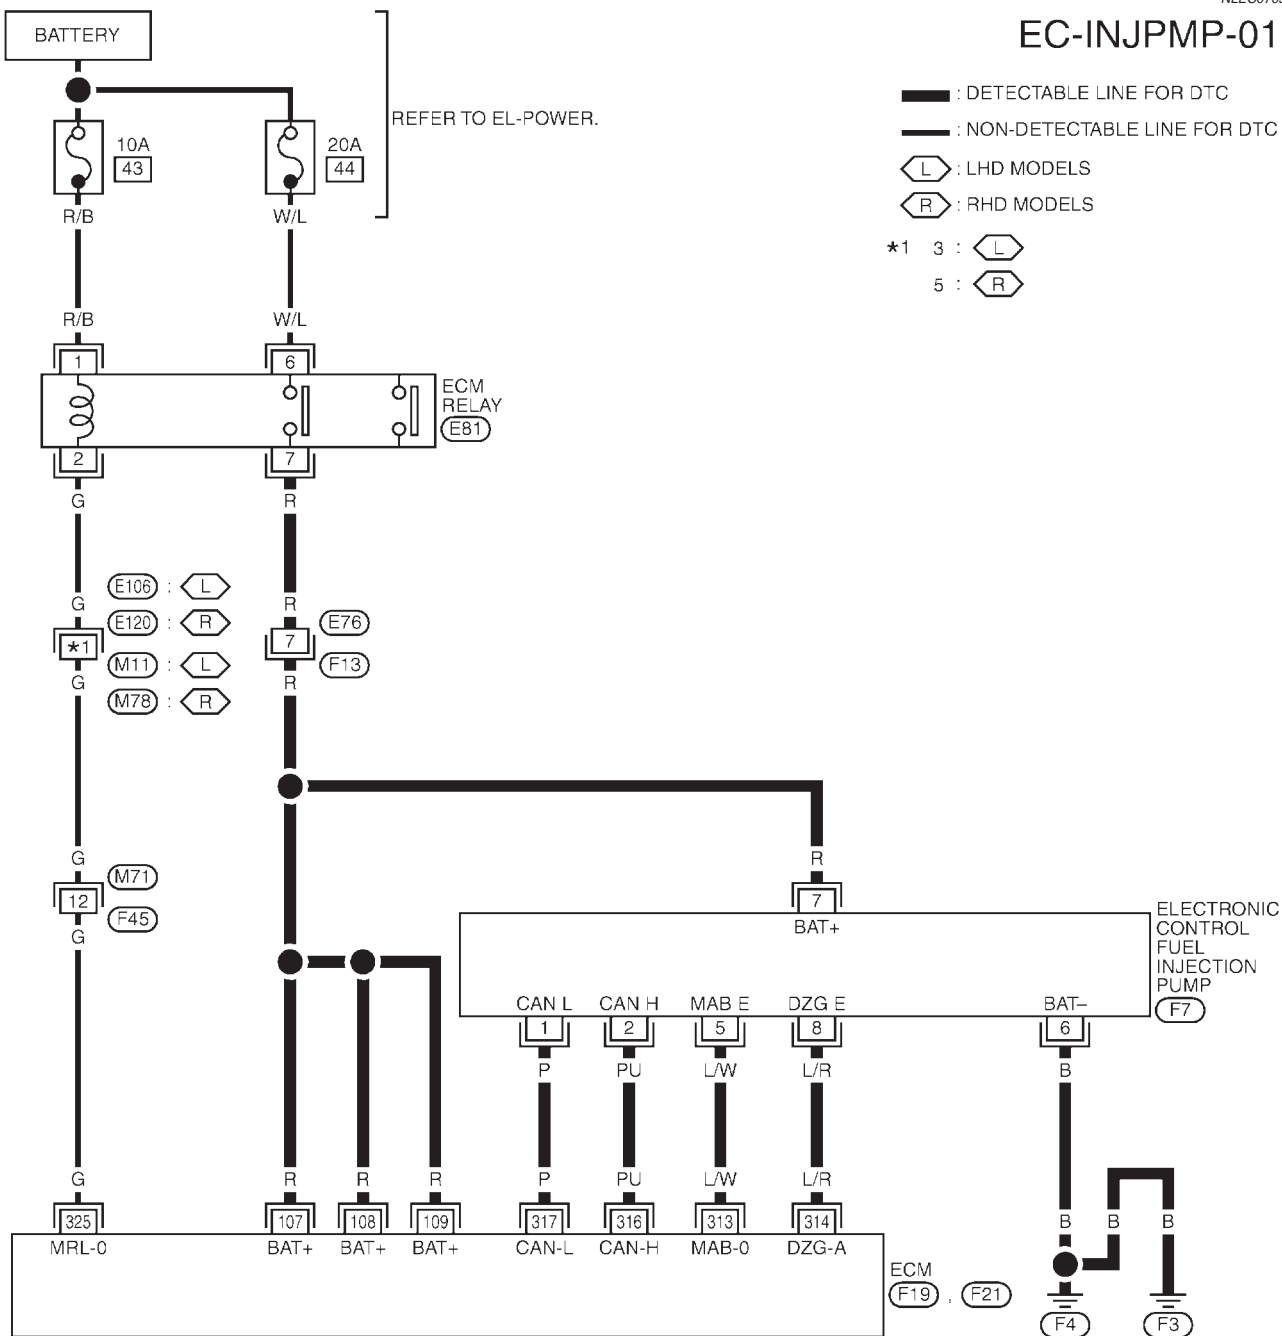 EC-INJPMP-01
BATTERY
REFER TO EL-POWER.
: DETECTABLE LINE FOR DTC
: NON-DETECTABLE LINE FOR DTC
L : LHD MODELS
R : RHD MODELS
*1 3 : L
5 : R
10A 20A
43 44
R/B W/L
R/B W/L
1 6
ECM
RELAY
E81
2 7
G R
E106 : L
G R
E120 : R E76
*1 7
M11 : L F13
G R
M78 : R
G R
M71
12 7
F45
G
BAT+
ELECTRONIC
CONTROL
FUEL
INJECTION
PUMP
F7
CAN L CAN H MAB E DZG E BAT–
1 2 5 8 6
P PU L/W L/R B
G R R R P PU L/W L/R
B B B
325 107 108 109 317 316 313 314
MRL-0 BAT+ BAT+ BAT+ CAN-L CAN-H MAB-0 DZG-A
ECM
F19 , F21
F4 F3